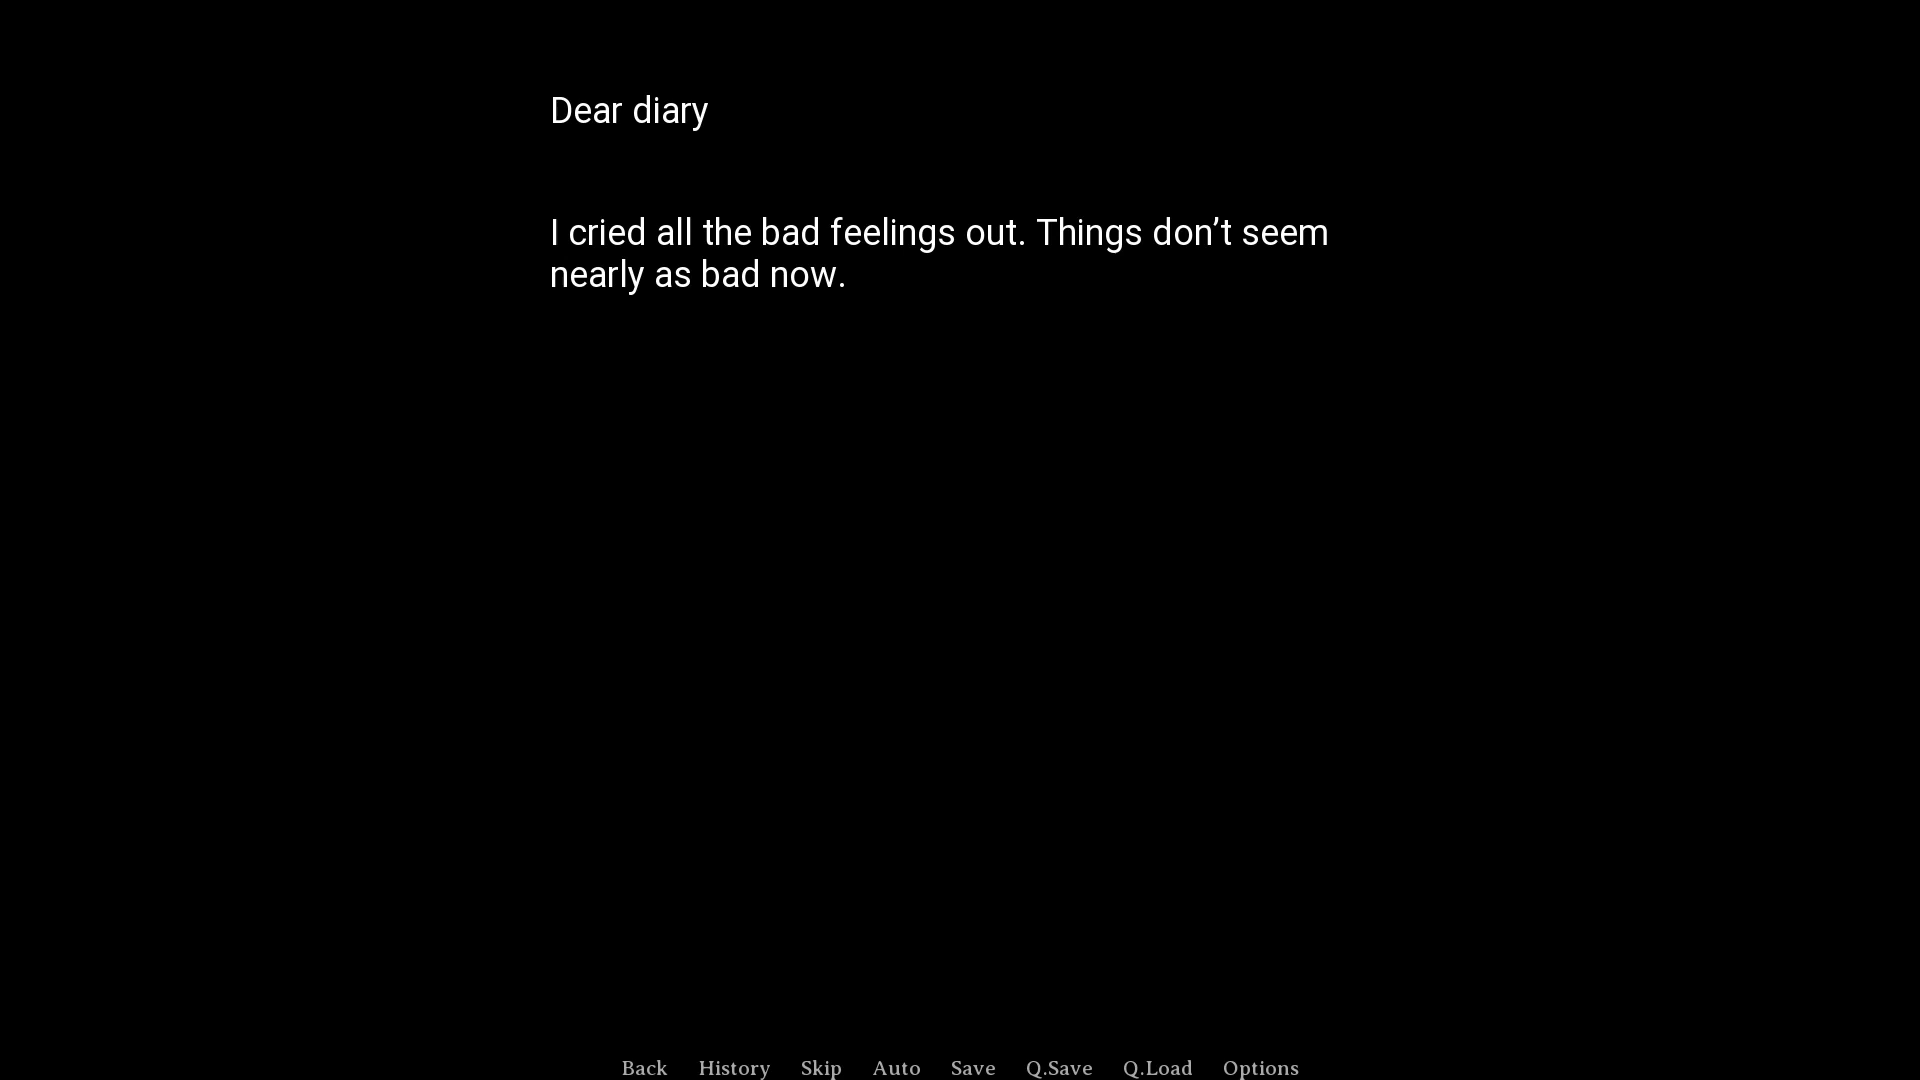 Dear diary
I cried all the bad feelings out. Things don’t seem
nearly as bad now.
Back History Skip Auto Save Q.Save Q.Load Options